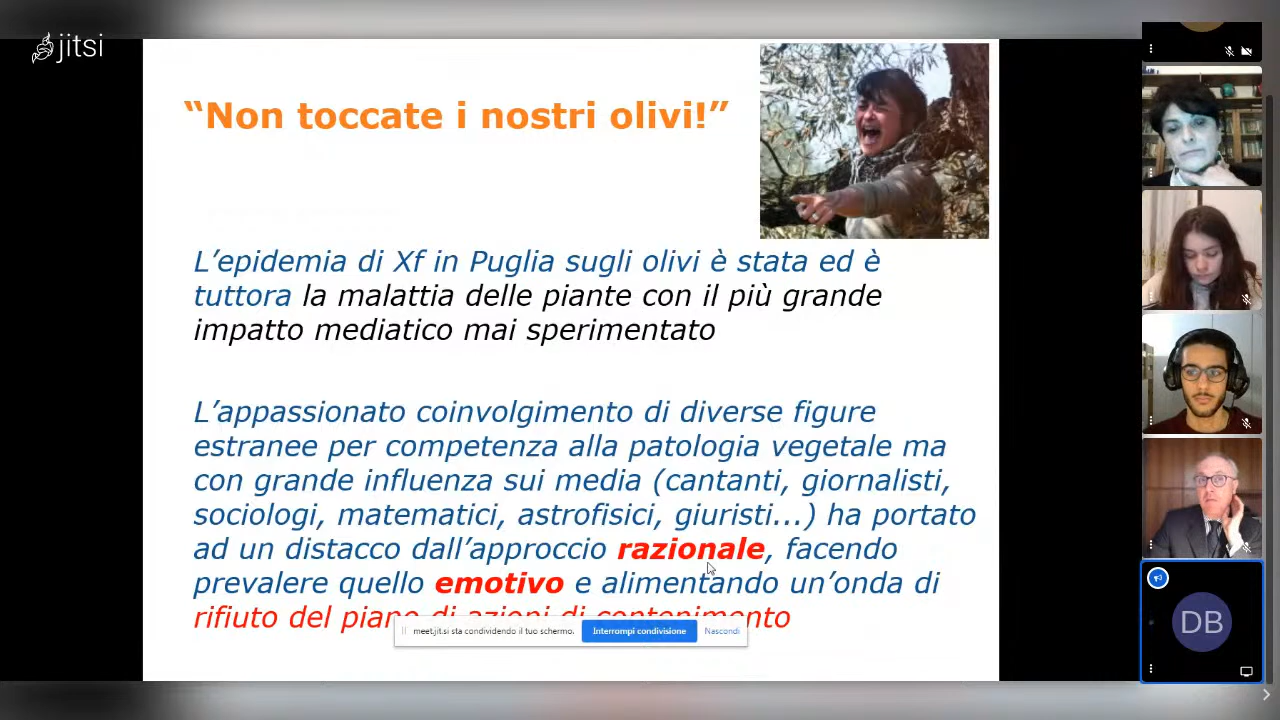 jitsi
“Non toccate i nostri olivi!”
L’epidemia di Xf in Puglia sugli olivi è stata ed è
tuttora la malattia delle piante con il più grande
impatto mediatico mai sperimentato
L’appassionato coinvolgimento di diverse figure
estranee per competenza alla patologia vegetale ma
con grande influenza sui media (cantanti, giornalisti,
sociologi, matematici, astrofisici, giuristi...) ha portato
ad un distacco dall’approccio razionale, facendo
prevalere quello emotivo e alimentando un’onda di
rifiuto del piano di azioni di contenimento
meet.jit.si sta condividendo il tuo schermo.
Interrompi condivisione
Nascondi
DB